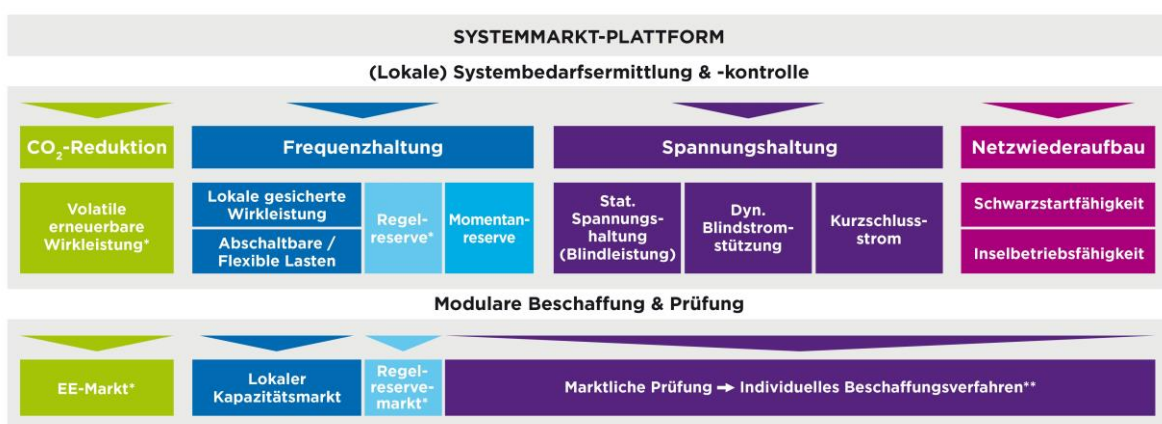 SYSTEMMARKT-PLATTFORM
(Lokale) Systembedarfsermittlung & -kontrolle
CO₂-Reduktion
Frequenzhaltung
Spannungshaltung
Netzwiederaufbau
Volatile
erneuerbare
Wirkleistung*
Lokale gesicherte
Wirkleistung
Abschaltbare /
Flexible Lasten
Regel-
reserve*
Momentan-
reserve
Stat.
Spannungs-
haltung
(Blindleistung)
Dyn.
Blindstrom-
stützung
Kurzschluss-
strom
Schwarzstartfähigkeit
Inselbetriebsfähigkeit
Modulare Beschaffung & Prüfung
EE-Markt*
Lokaler
Kapazitätsmarkt
Regel-
reserve-
markt*
Marktliche Prüfung → Individuelles Beschaffungsverfahren**